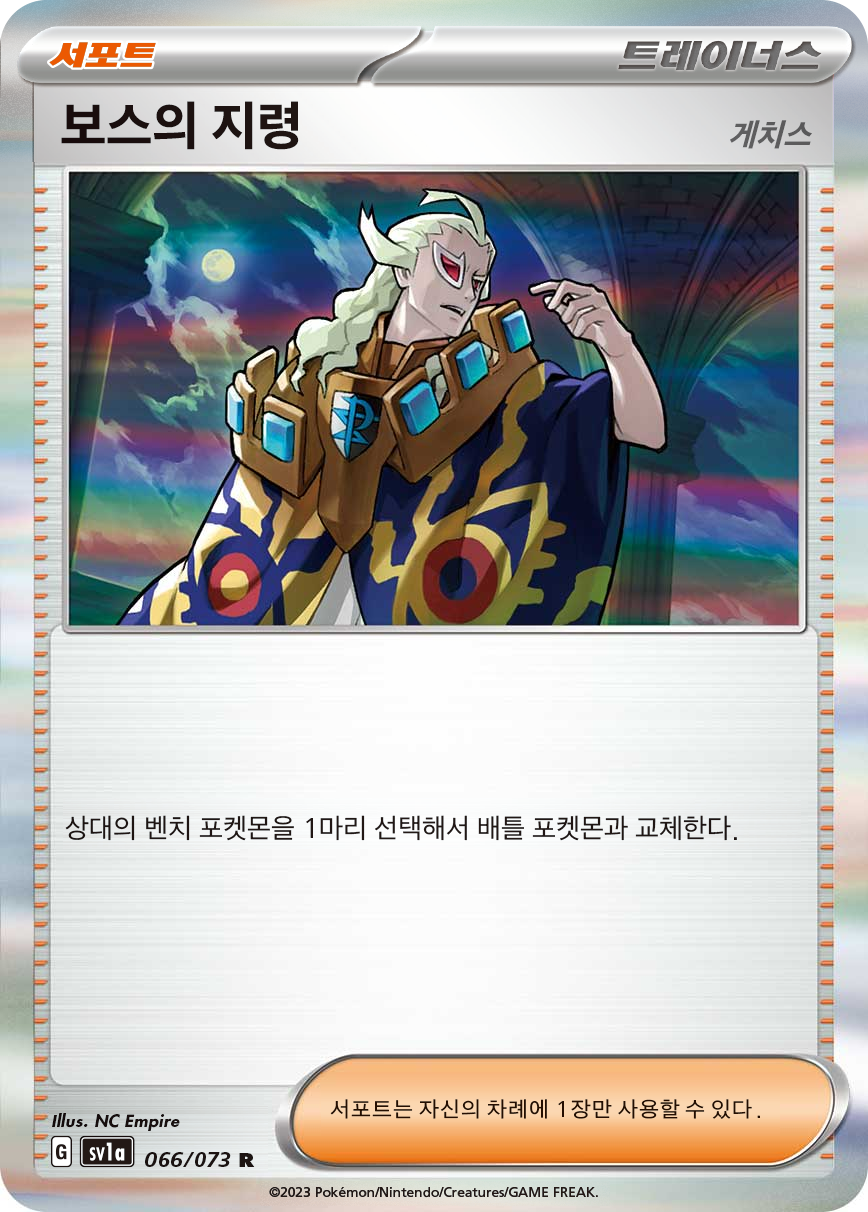 서포트 트레이너스
보스의 지령 게치스
상대의 벤치 포켓몬을 1마리 선택해서 배틀 포켓몬과 교체한다.
서포트는 자신의 차례에 1장만 사용할 수 있다.
Illus. NC Empire
G sv1a 066/073 R
©2023 Pokémon/Nintendo/Creatures/GAME FREAK.